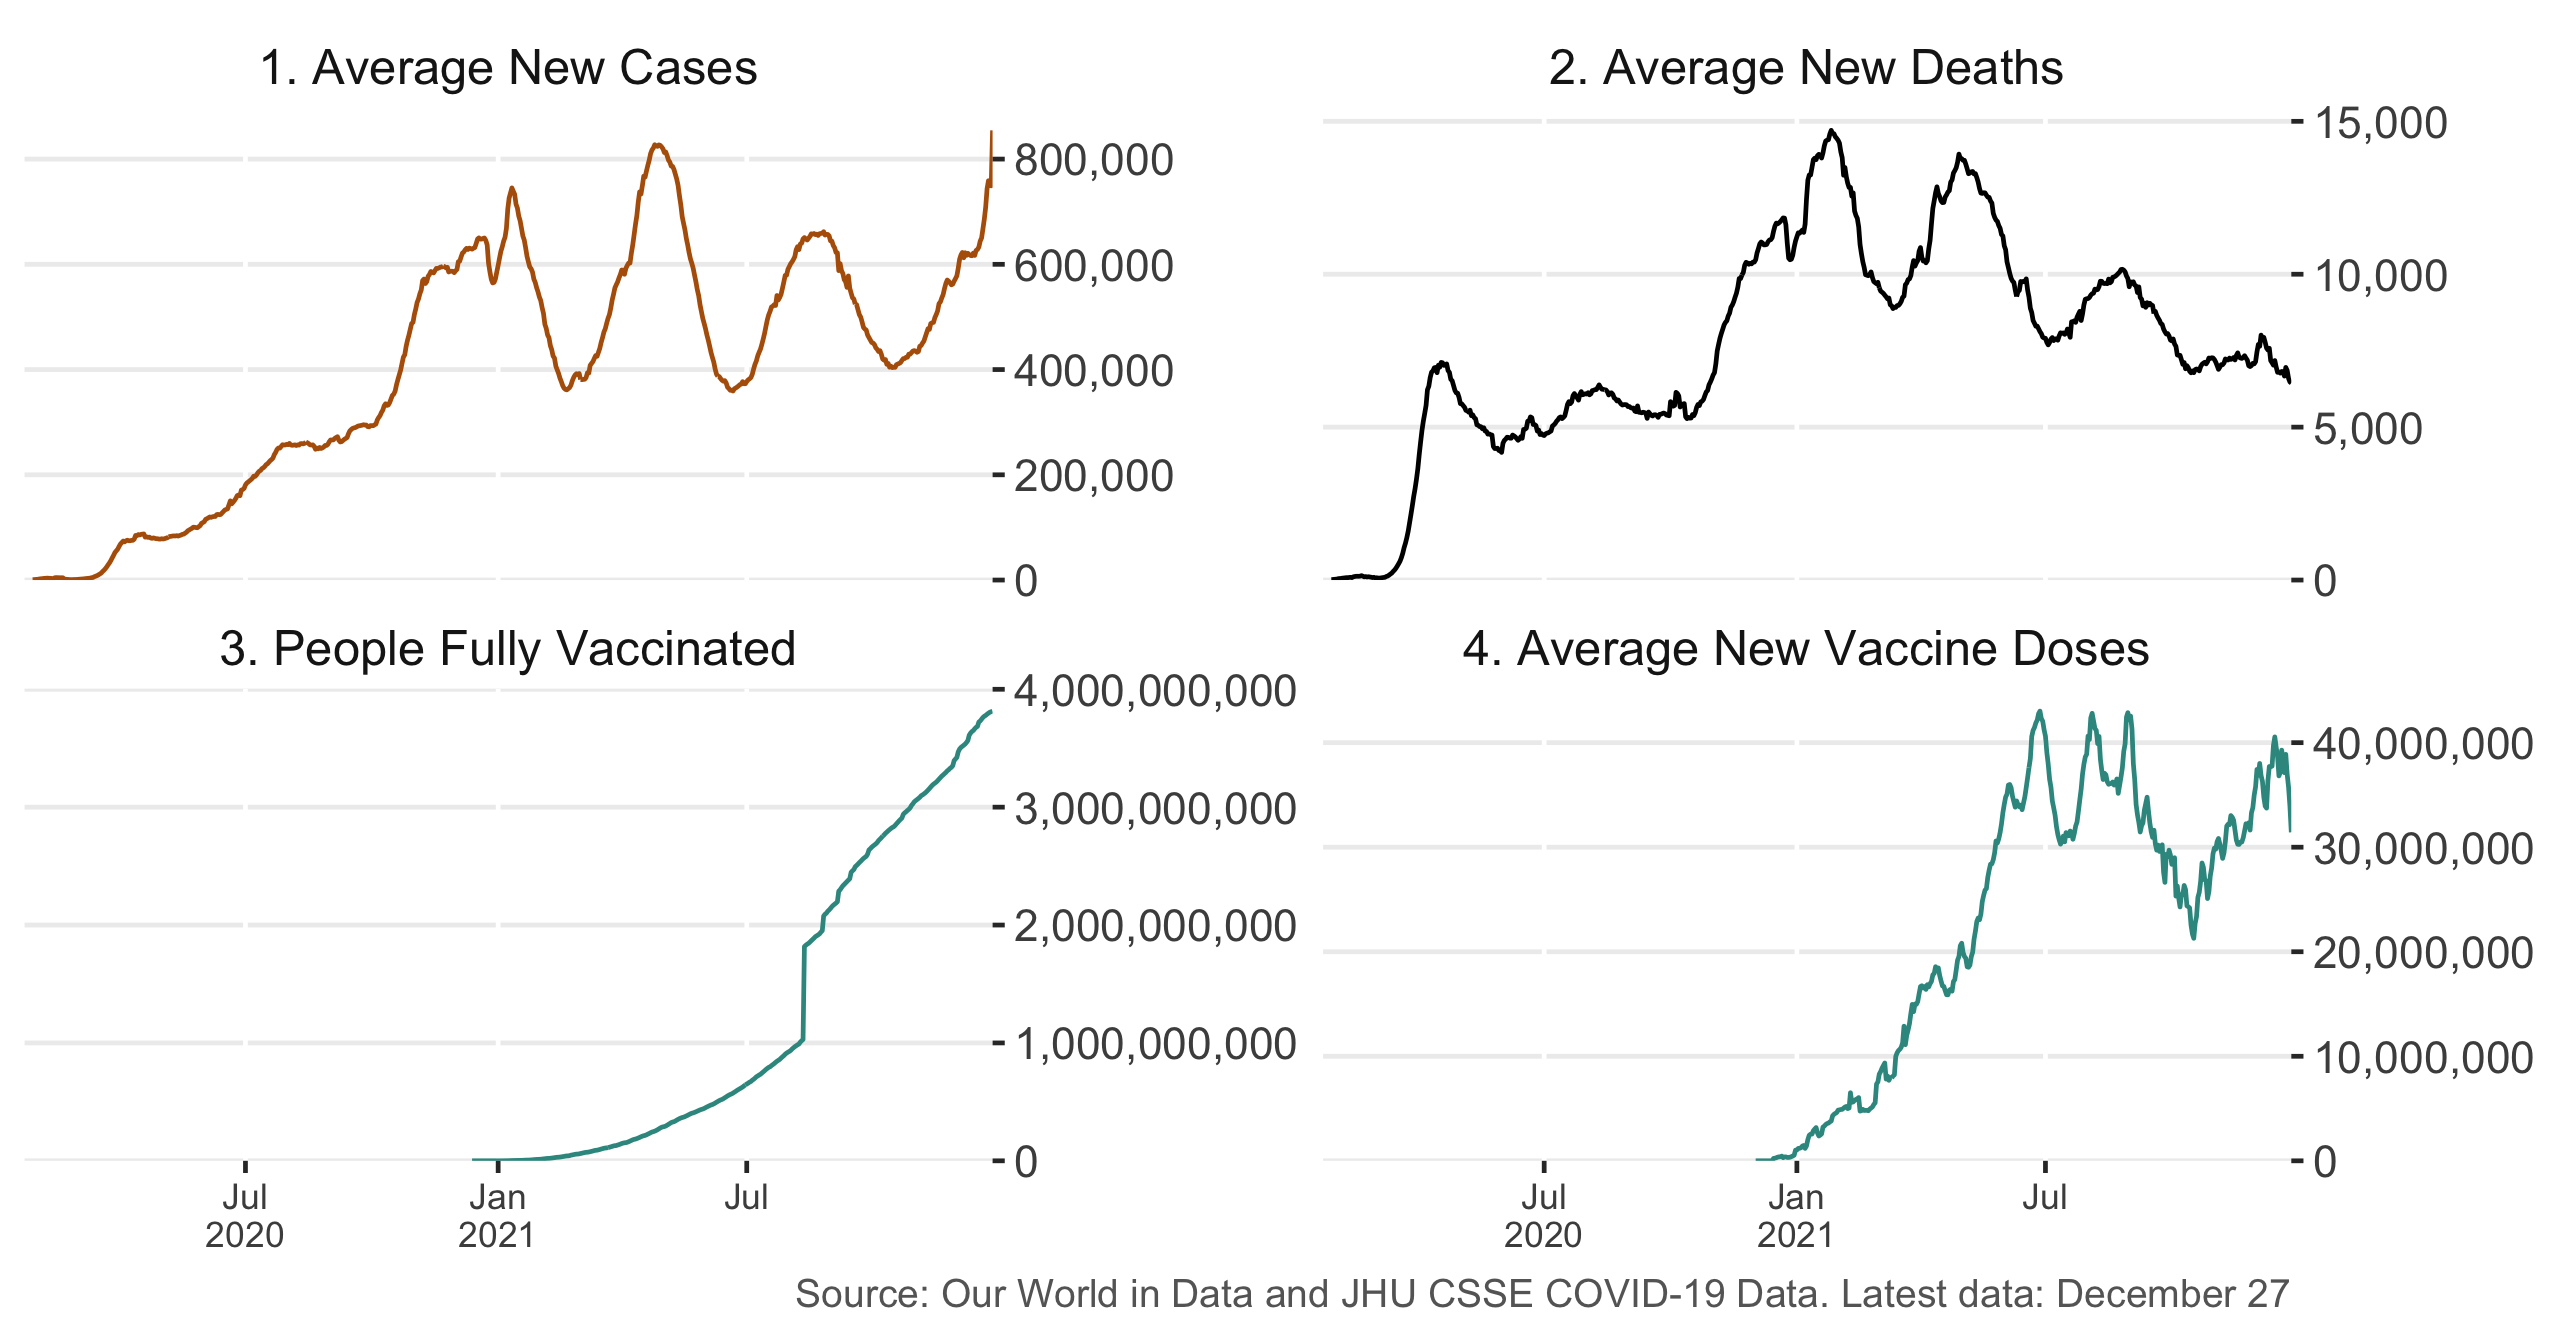 1. Average New Cases
800,000
600,000
400,000
200,000
0
2. Average New Deaths
15,000
10,000
5,000
0
3. People Fully Vaccinated
4,000,000,000
3,000,000,000
2,000,000,000
1,000,000,000
0
Jul
2020
Jan
2021
Jul
4. Average New Vaccine Doses
40,000,000
30,000,000
20,000,000
10,000,000
0
Jul
2020
Jan
2021
Jul
Source: Our World in Data and JHU CSSE COVID-19 Data. Latest data: December 27